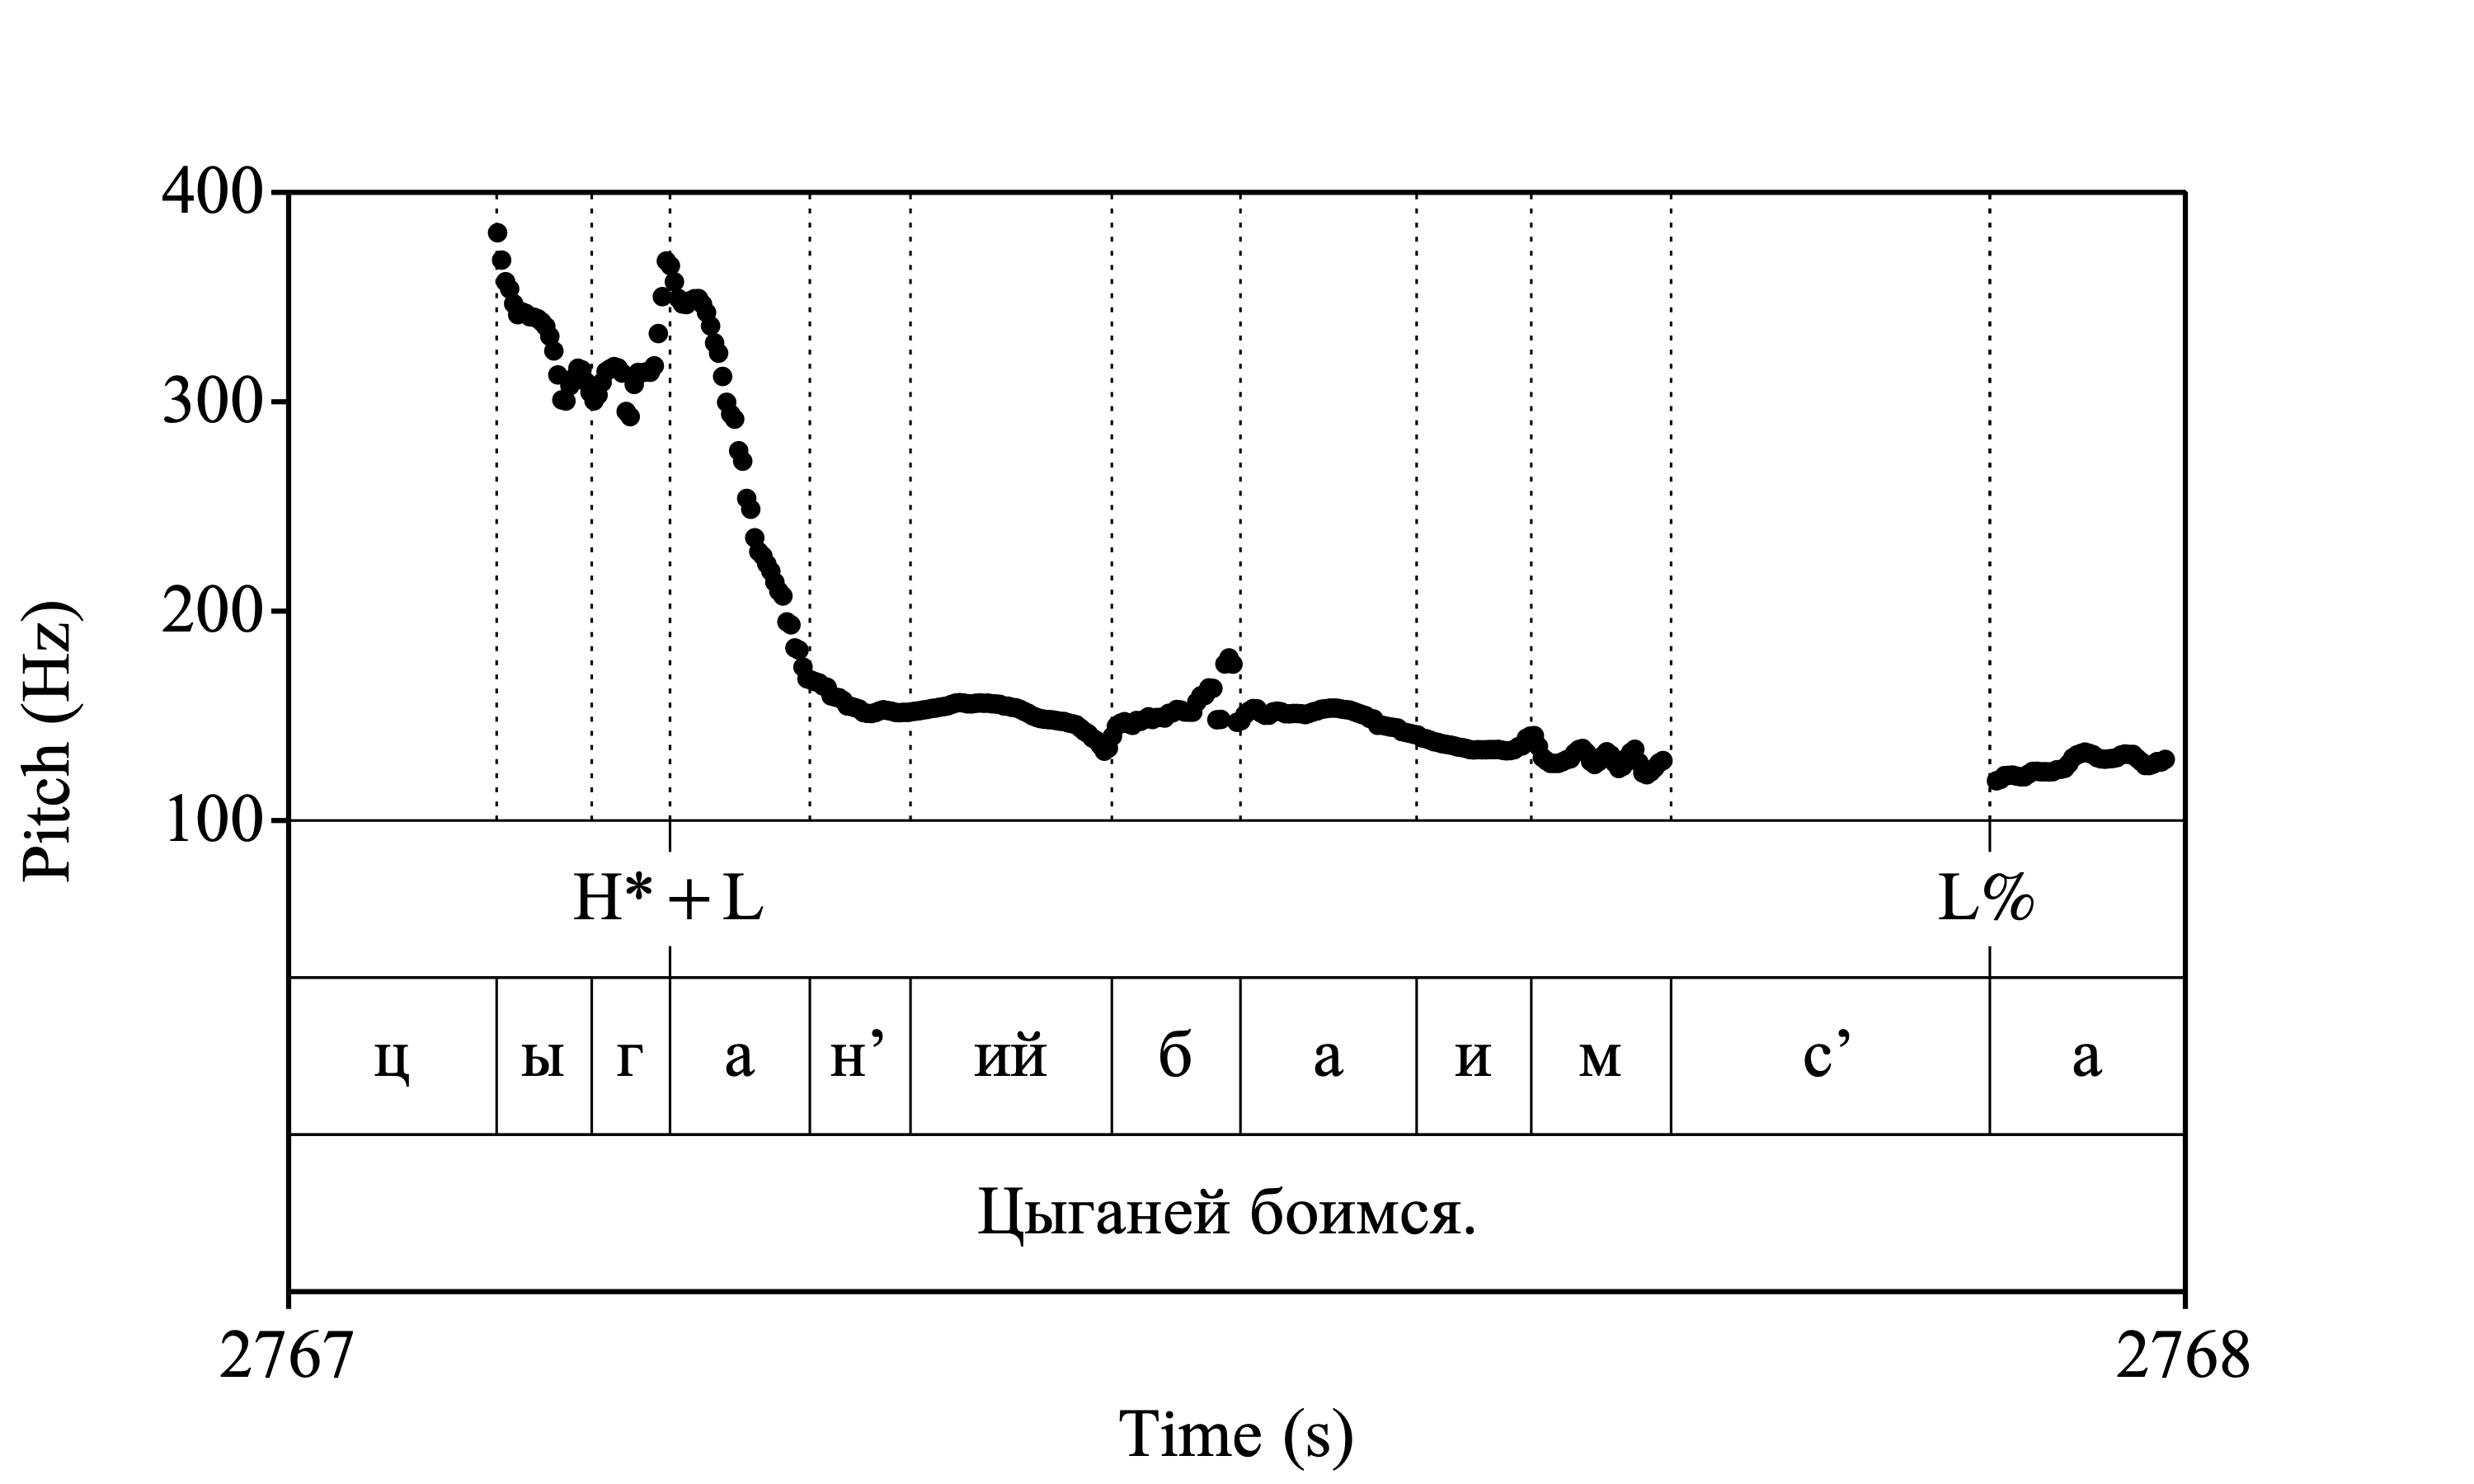 400
300
200
100
Pitch (Hz)
H*+L L%
ц ы г а н’ ий б а и м с’ а
Цыганей боимся.
2767 2768
Time (s)